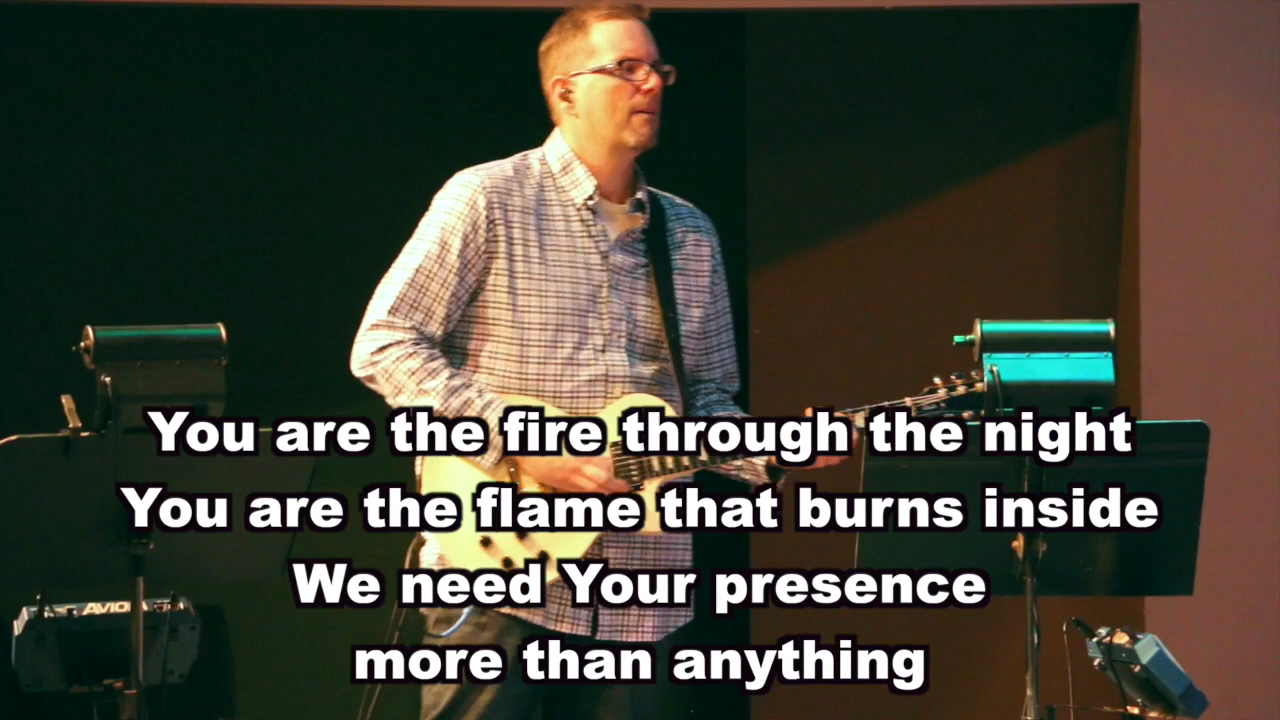 You are the fire through the night
You are the flame that burns inside
We need Your presence
more than anything
AVIOM